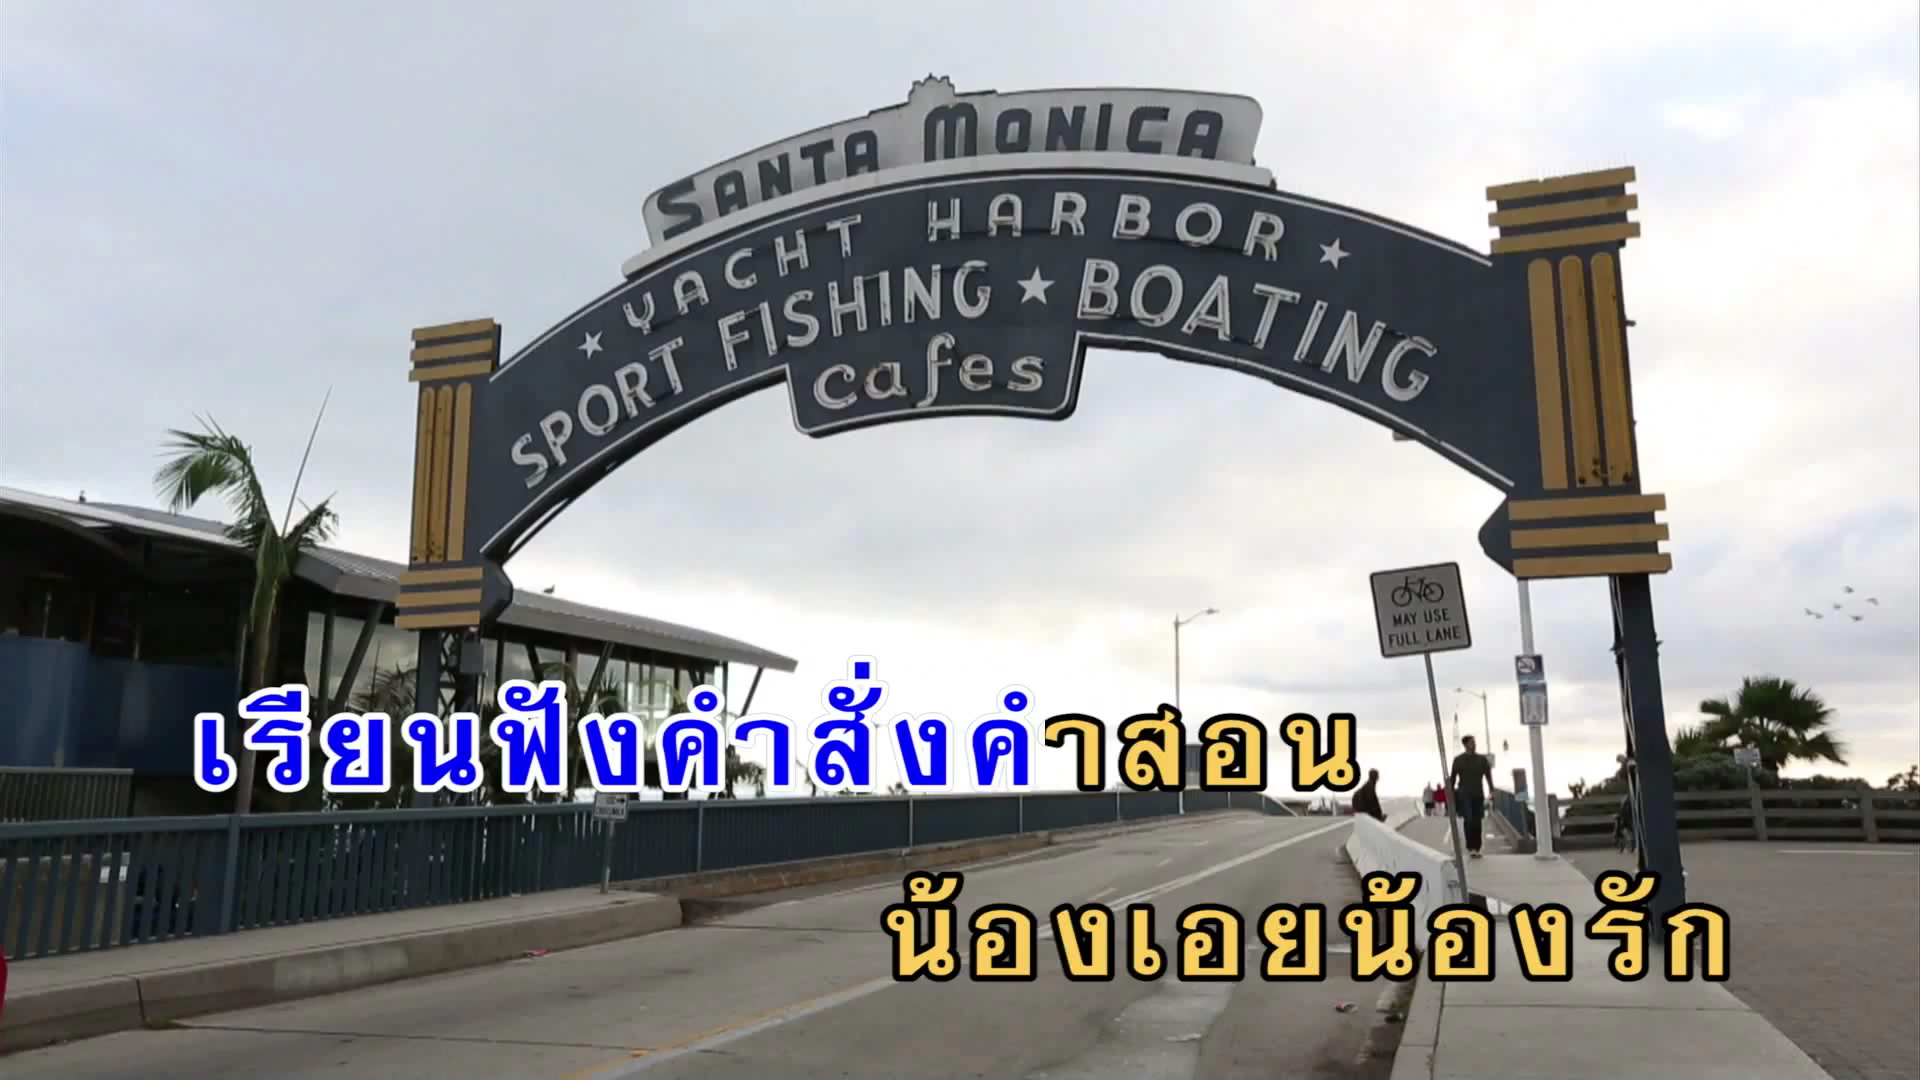 SANTA MONICA
★ YACHT HARBOR ★
SPORT FISHING ★ BOATING
cafes
MAY USE
FULL LANE
เรียนฟังคำสั่งคำสอน
น้องเอยน้องรัก